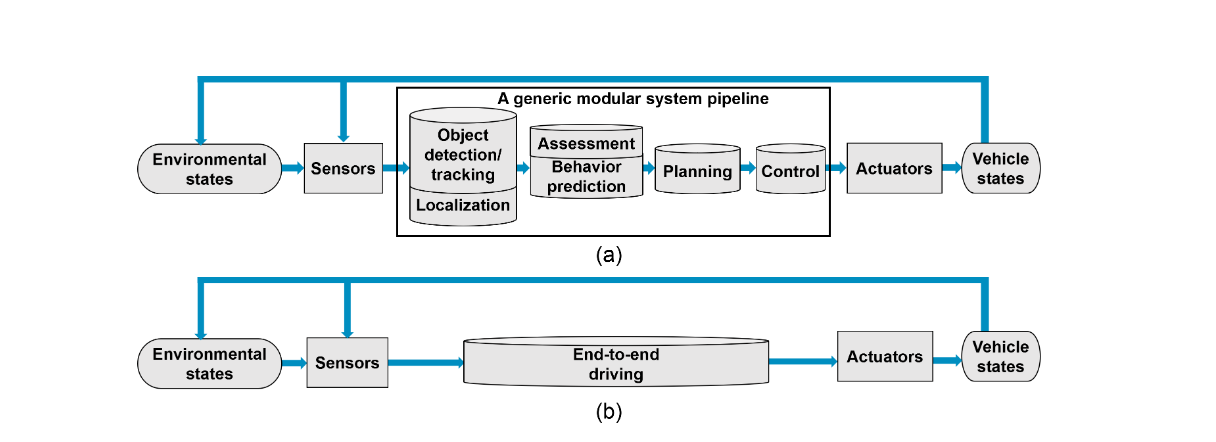 A generic modular system pipeline
Environmental
states
Sensors
Object
detection/
tracking
Localization
Assessment
Behavior
prediction
Planning
Control
Actuators
Vehicle
states
(a)
Environmental
states
Sensors
End-to-end
driving
Actuators
Vehicle
states
(b)